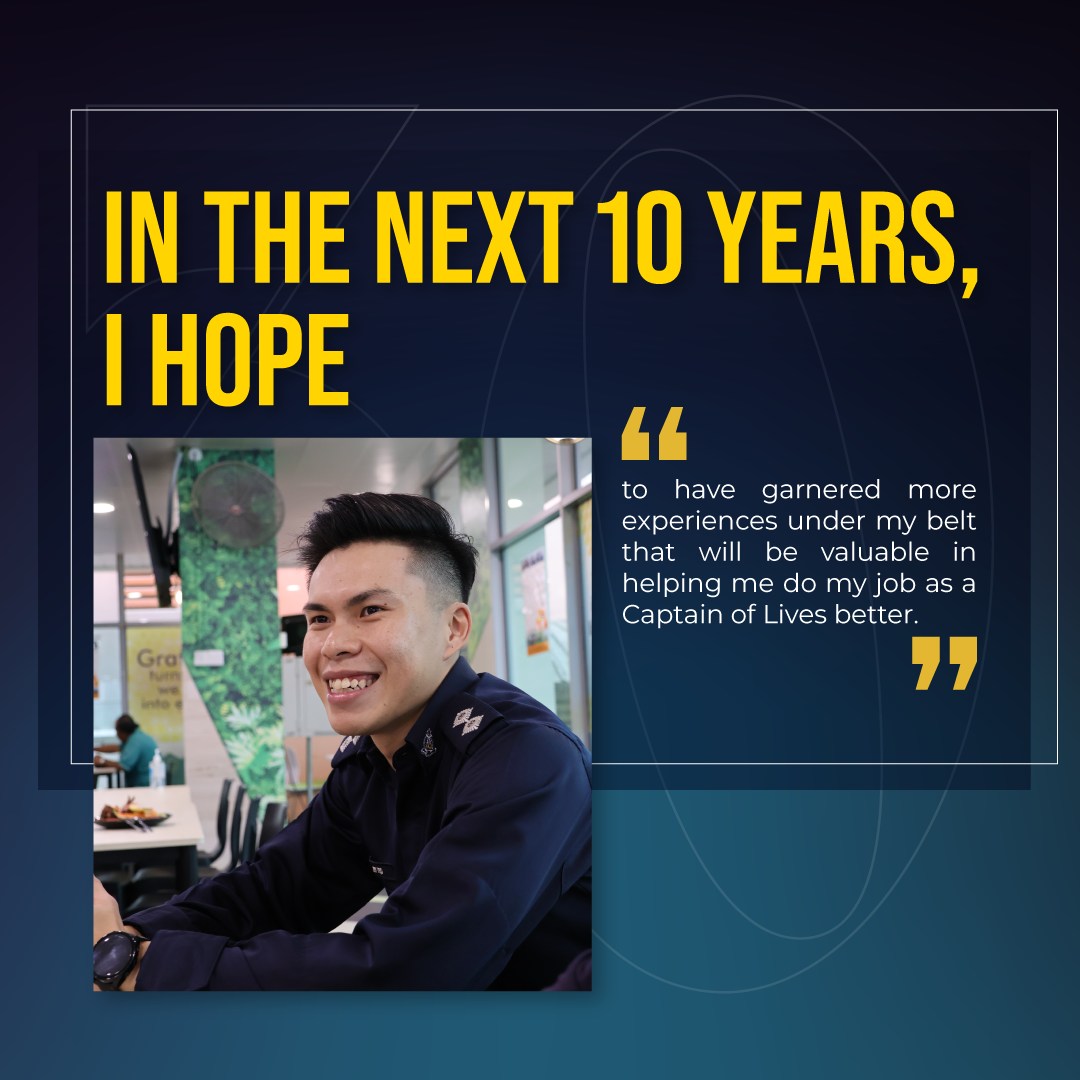 IN THE NEXT 10 YEARS,
I HOPE
“
to have garnered more
experiences under my belt
that will be valuable in
helping me do my job as a
Captain of Lives better.
”